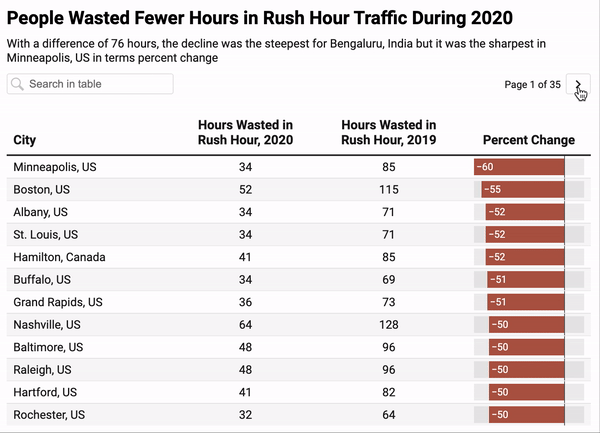 People Wasted Fewer Hours in Rush Hour Traffic During 2020
With a difference of 76 hours, the decline was the steepest for Bengaluru, India but it was the sharpest in
Minneapolis, US in terms percent change
Search in table
Page 1 of 35
Hours Wasted in Hours Wasted in
City Rush Hour, 2020 Rush Hour, 2019 Percent Change
Minneapolis, US 34 85 −60
Boston, US 52 115 −55
Albany, US 34 71 −52
St. Louis, US 34 71 −52
Hamilton, Canada 41 85 −52
Buffalo, US 34 69 −51
Grand Rapids, US 36 73 −51
Nashville, US 64 128 −50
Baltimore, US 48 96 −50
Raleigh, US 48 96 −50
Hartford, US 41 82 −50
Rochester, US 32 64 −50